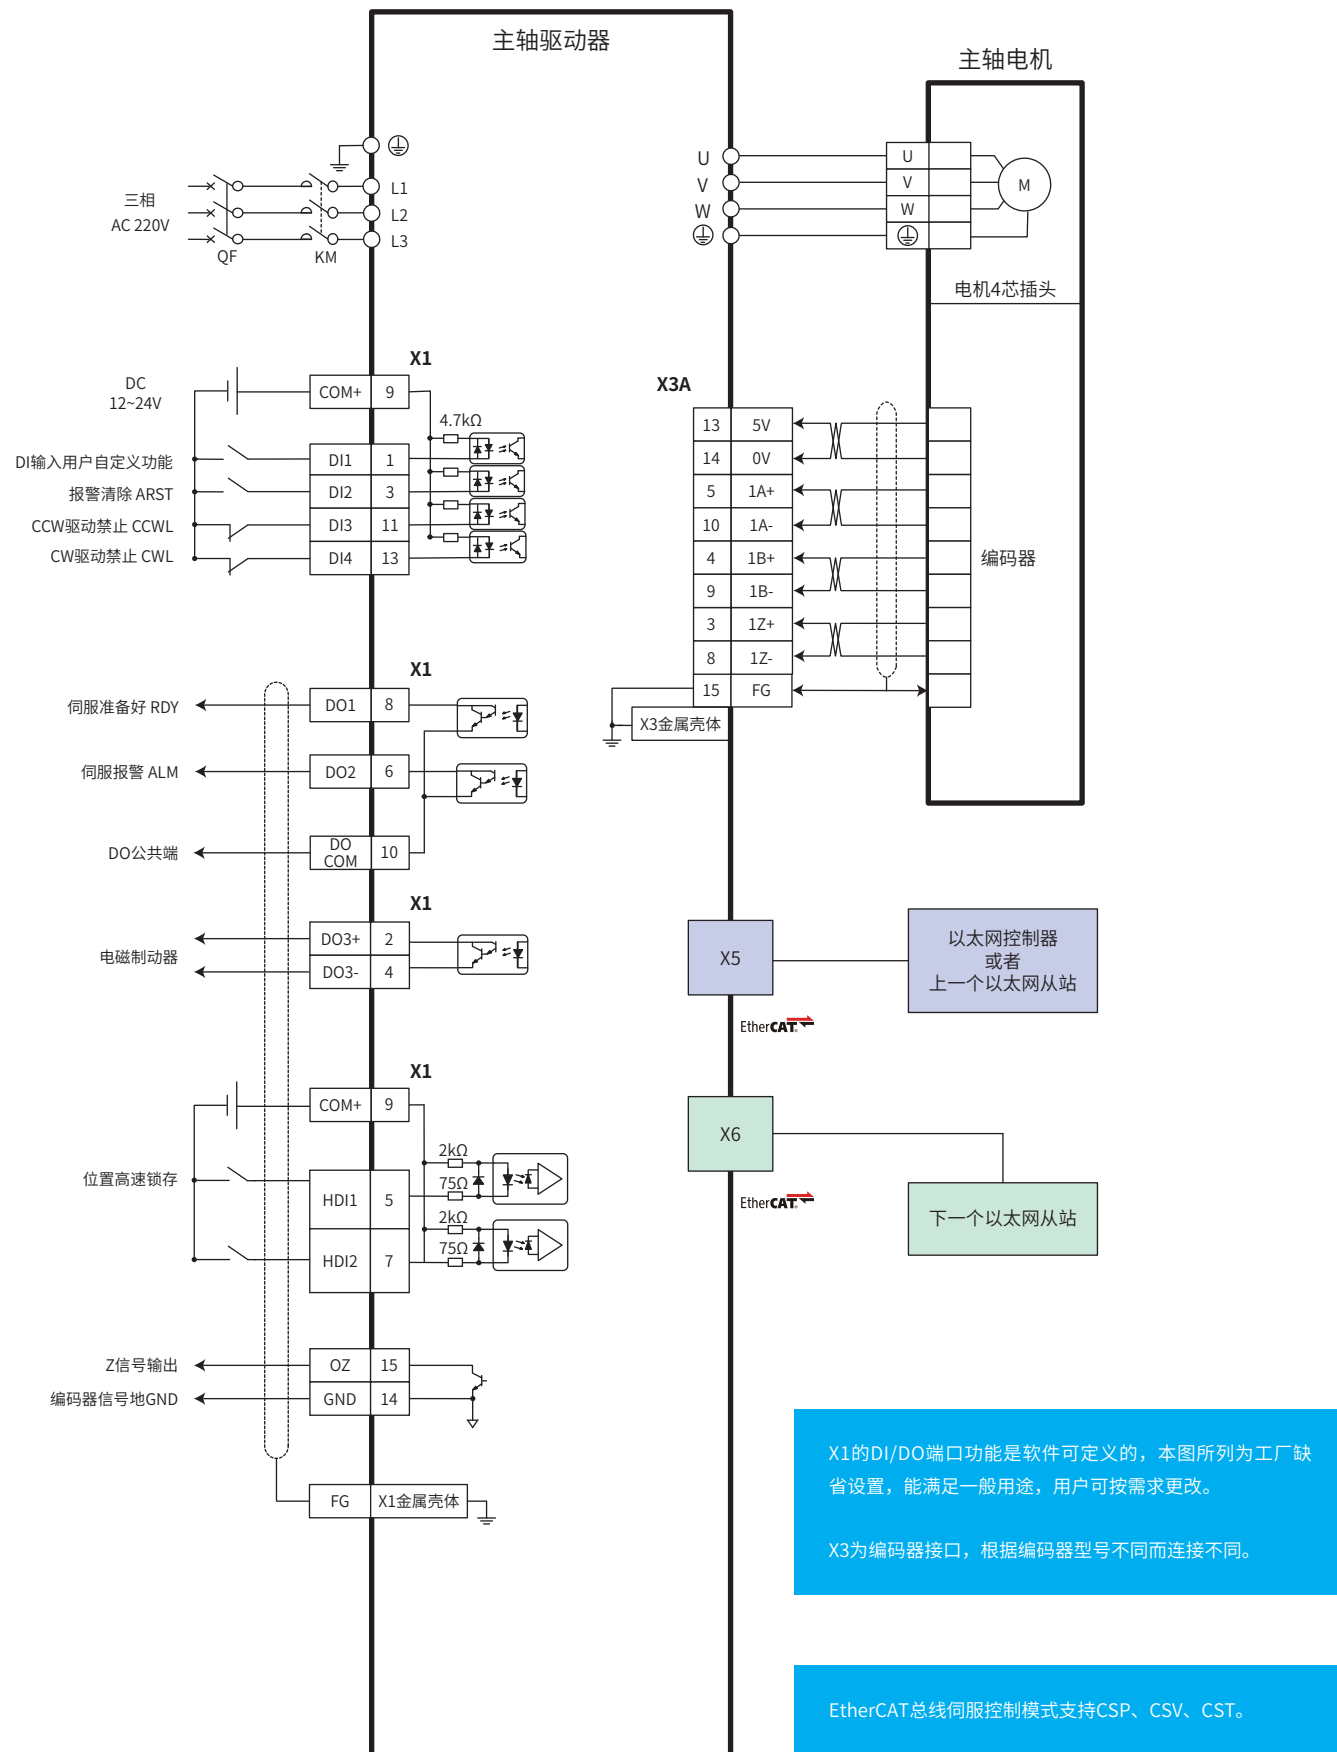 主轴驱动器
主轴电机
三相
AC 220V
QF
KM
L1
L2
L3
U
V
W
U
V
W
M
电机4芯插头
X1
DC
12~24V
COM+ 9
4.7kΩ
DI输入用户自定义功能
DI1 1
报警清除 ARST
DI2 3
CCW驱动禁止 CCWL
DI3 11
CW驱动禁止 CWL
DI4 13
X3A
13 5V
14 0V
5 1A+
10 1A-
4 1B+
9 1B-
3 1Z+
8 1Z-
15 FG
X3金属壳体
编码器
X1
伺服准备好 RDY
DO1 8
伺服报警 ALM
DO2 6
DO公共端
DO
COM
10
X1
电磁制动器
DO3+ 2
DO3- 4
X5
以太网控制器
或者
上一个以太网从站
EtherCAT
X6
下一个以太网从站
EtherCAT
X1
COM+ 9
位置高速锁存
HDI1 5
2kΩ
75Ω
HDI2 7
2kΩ
75Ω
Z信号输出
OZ 15
编码器信号地GND
GND 14
FG X1金属壳体
X1的DI/DO端口功能是软件可定义的，本图所列为工厂缺
省设置，能满足一般用途，用户可按需求更改。
X3为编码器接口，根据编码器型号不同而连接不同。
EtherCAT总线伺服控制模式支持CSP、CSV、CST。